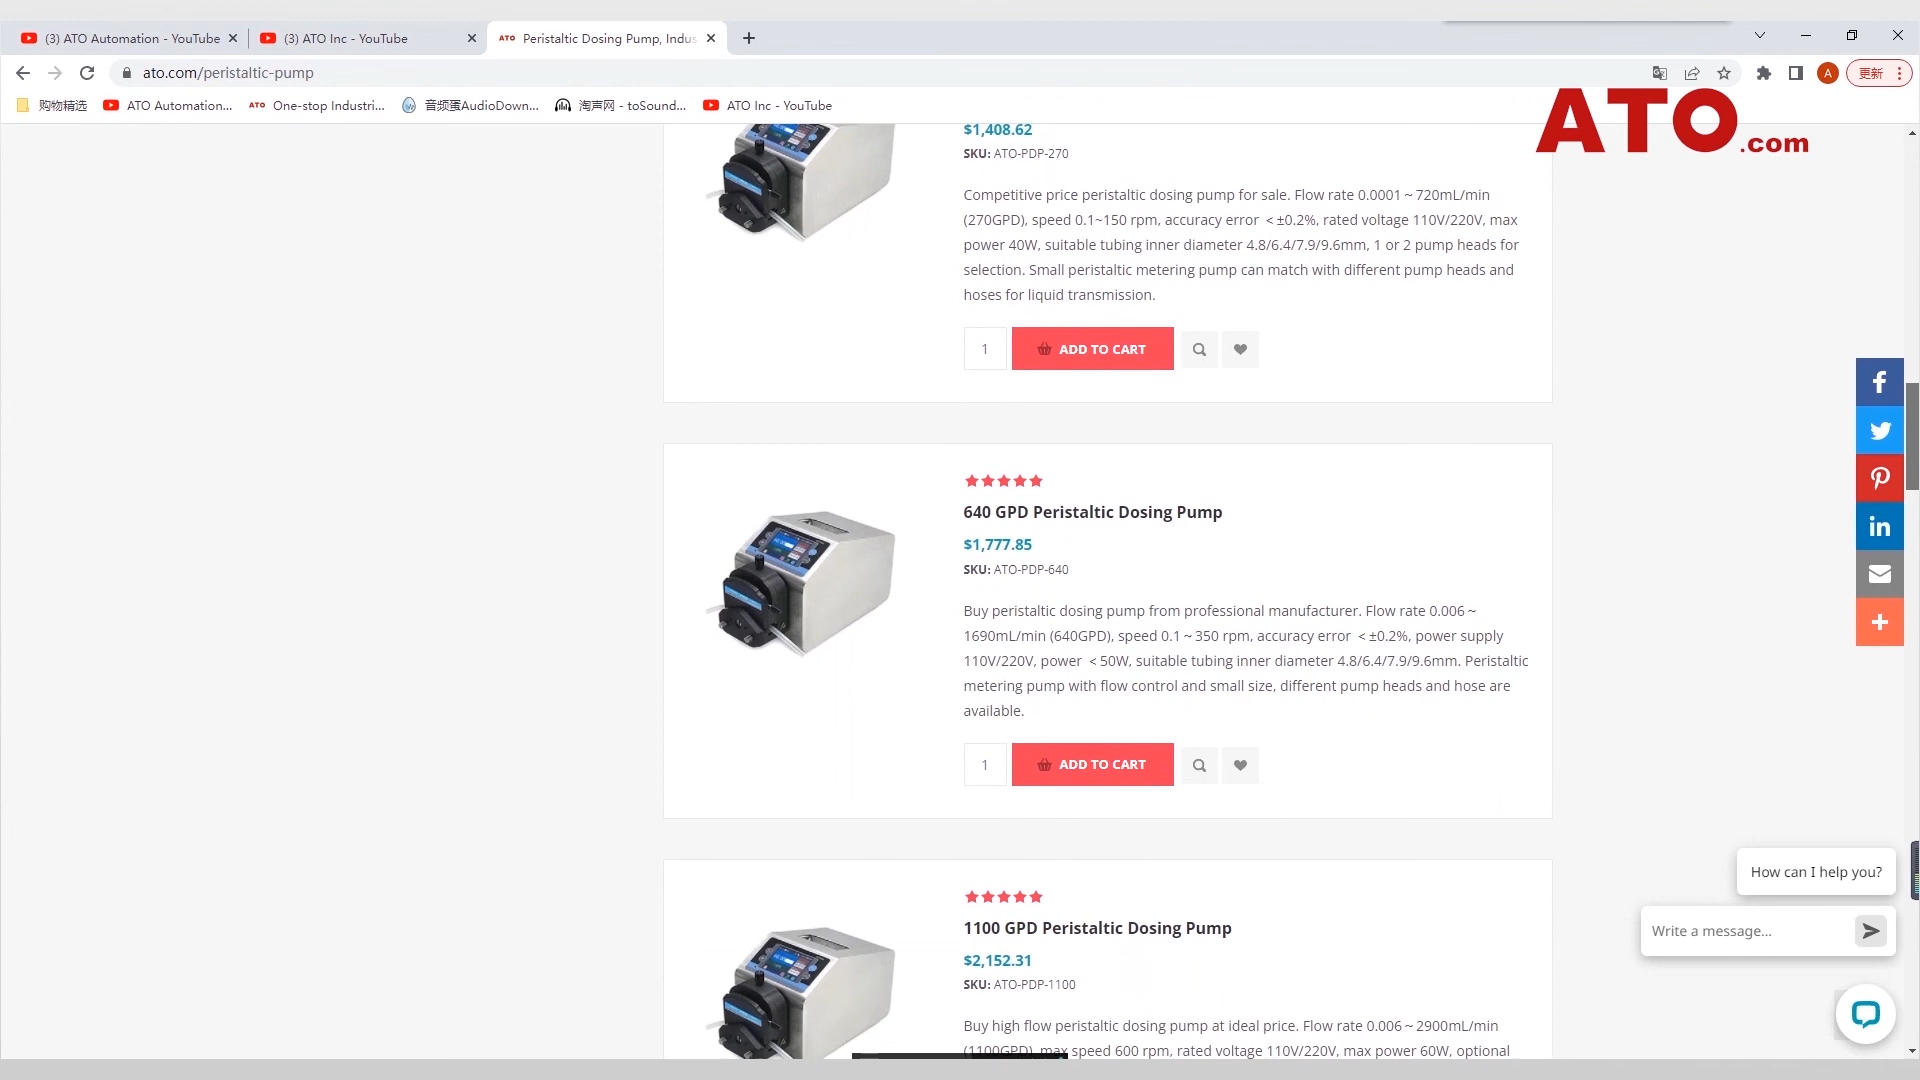 (3) ATO Automation - YouTube
(3) ATO Inc - YouTube
ATO Peristaltic Dosing Pump, Indus
ato.com/peristaltic-pump
A
更新
购物精选
ATO Automation...
ATO One-stop Industri...
音频蛋AudioDown...
淘声网 - toSound...
ATO Inc - YouTube
ATO.com
$1,408.62
SKU: ATO-PDP-270
Competitive price peristaltic dosing pump for sale. Flow rate 0.0001～720mL/min
(270GPD), speed 0.1~150 rpm, accuracy error ＜±0.2%, rated voltage 110V/220V, max
power 40W, suitable tubing inner diameter 4.8/6.4/7.9/9.6mm, 1 or 2 pump heads for
selection. Small peristaltic metering pump can match with different pump heads and
hoses for liquid transmission.
1
ADD TO CART
640 GPD Peristaltic Dosing Pump
$1,777.85
SKU: ATO-PDP-640
Buy peristaltic dosing pump from professional manufacturer. Flow rate 0.006～
1690mL/min (640GPD), speed 0.1～350 rpm, accuracy error ＜±0.2%, power supply
110V/220V, power ＜50W, suitable tubing inner diameter 4.8/6.4/7.9/9.6mm. Peristaltic
metering pump with flow control and small size, different pump heads and hose are
available.
1
ADD TO CART
1100 GPD Peristaltic Dosing Pump
$2,152.31
SKU: ATO-PDP-1100
Buy high flow peristaltic dosing pump at ideal price. Flow rate 0.006～2900mL/min
(1100GPD), max speed 600 rpm, rated voltage 110V/220V, max power 60W, optional
How can I help you?
Write a message...